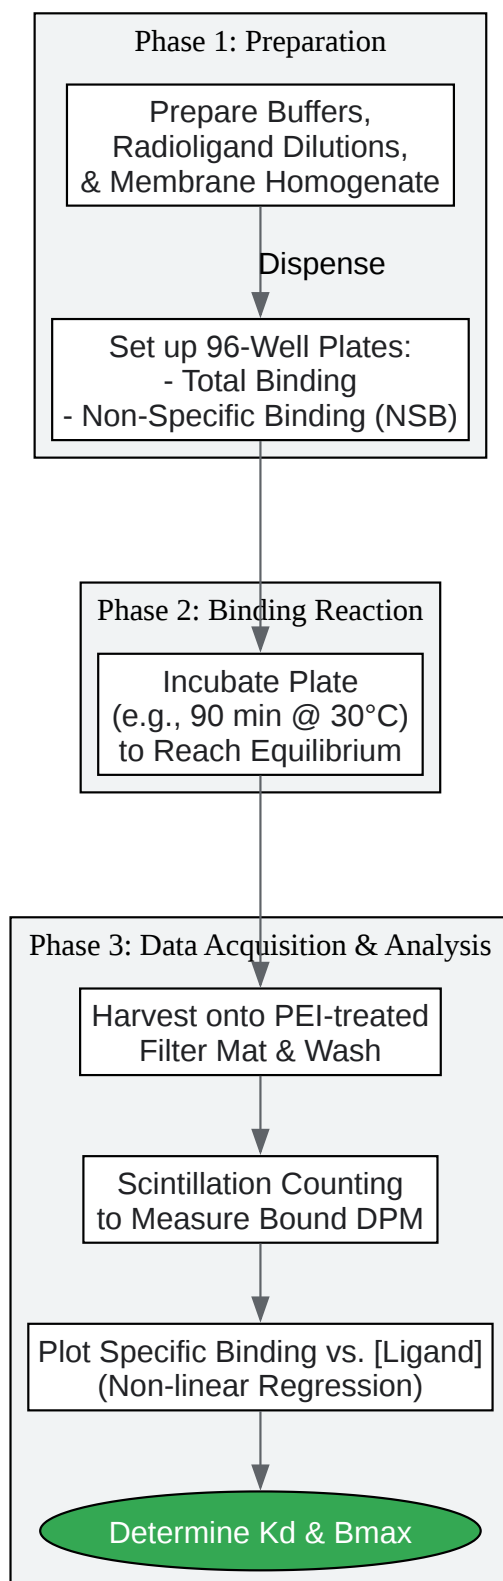 Phase 1: Preparation
Prepare Buffers,
Radioligand Dilutions,
& Membrane Homogenate
Dispense
Set up 96-Well Plates:
- Total Binding
- Non-Specific Binding (NSB)
Phase 2: Binding Reaction
Incubate Plate
(e.g., 90 min @ 30°C)
to Reach Equilibrium
Phase 3: Data Acquisition & Analysis
Harvest onto PEI-treated
Filter Mat & Wash
Scintillation Counting
to Measure Bound DPM
Plot Specific Binding vs. [Ligand]
(Non-linear Regression)
Determine Kd & Bmax